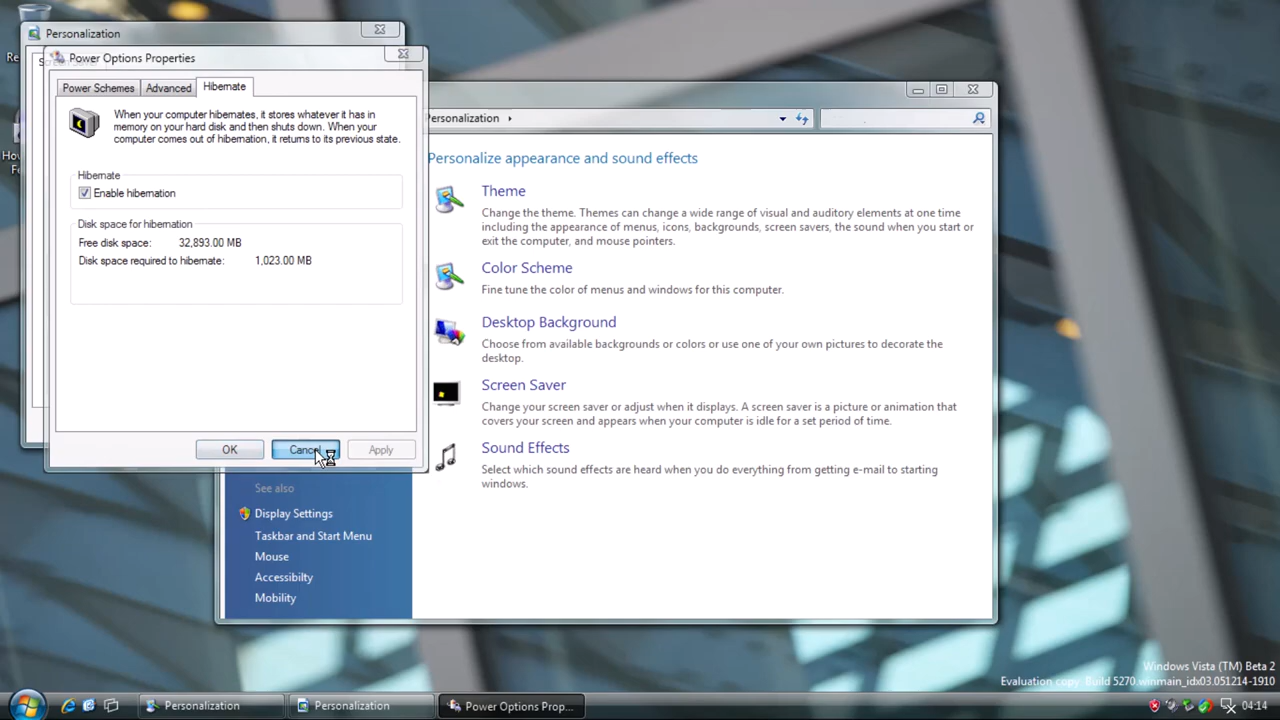 Personalization
Power Options Properties
Power Schemes
Advanced
Hibernate
When your computer hibernates, it stores whatever it has in
memory on your hard disk and then shuts down. When your
computer comes out of hibernation, it returns to its previous state.
Hibernate
Enable hibernation
Disk space for hibernation
Free disk space: 32,893.00 MB
Disk space required to hibernate: 1,023.00 MB
OK
Apply
Personalization
Personalize appearance and sound effects
Theme
Change the theme. Themes can change a wide range of visual and auditory elements at one time
including the appearance of menus, icons, backgrounds, screen savers, the sound when you start or
exit the computer, and mouse pointers.
Color Scheme
Fine tune the color of menus and windows for this computer.
Desktop Background
Choose from available backgrounds or colors or use one of your own pictures to decorate the
desktop.
Screen Saver
Change your screen saver or adjust when it displays. A screen saver is a picture or animation that
covers your screen and appears when your computer is idle for a set period of time.
Sound Effects
Select which sound effects are heard when you do everything from getting e-mail to starting
windows.
See also
Display Settings
Taskbar and Start Menu
Mouse
Accessibilty
Mobility
Windows Vista (TM) Beta 2
Evaluation copy. Build 5270.winmain_idx03.051214-1910
Personalization
Personalization
Power Options Prop...
04:14